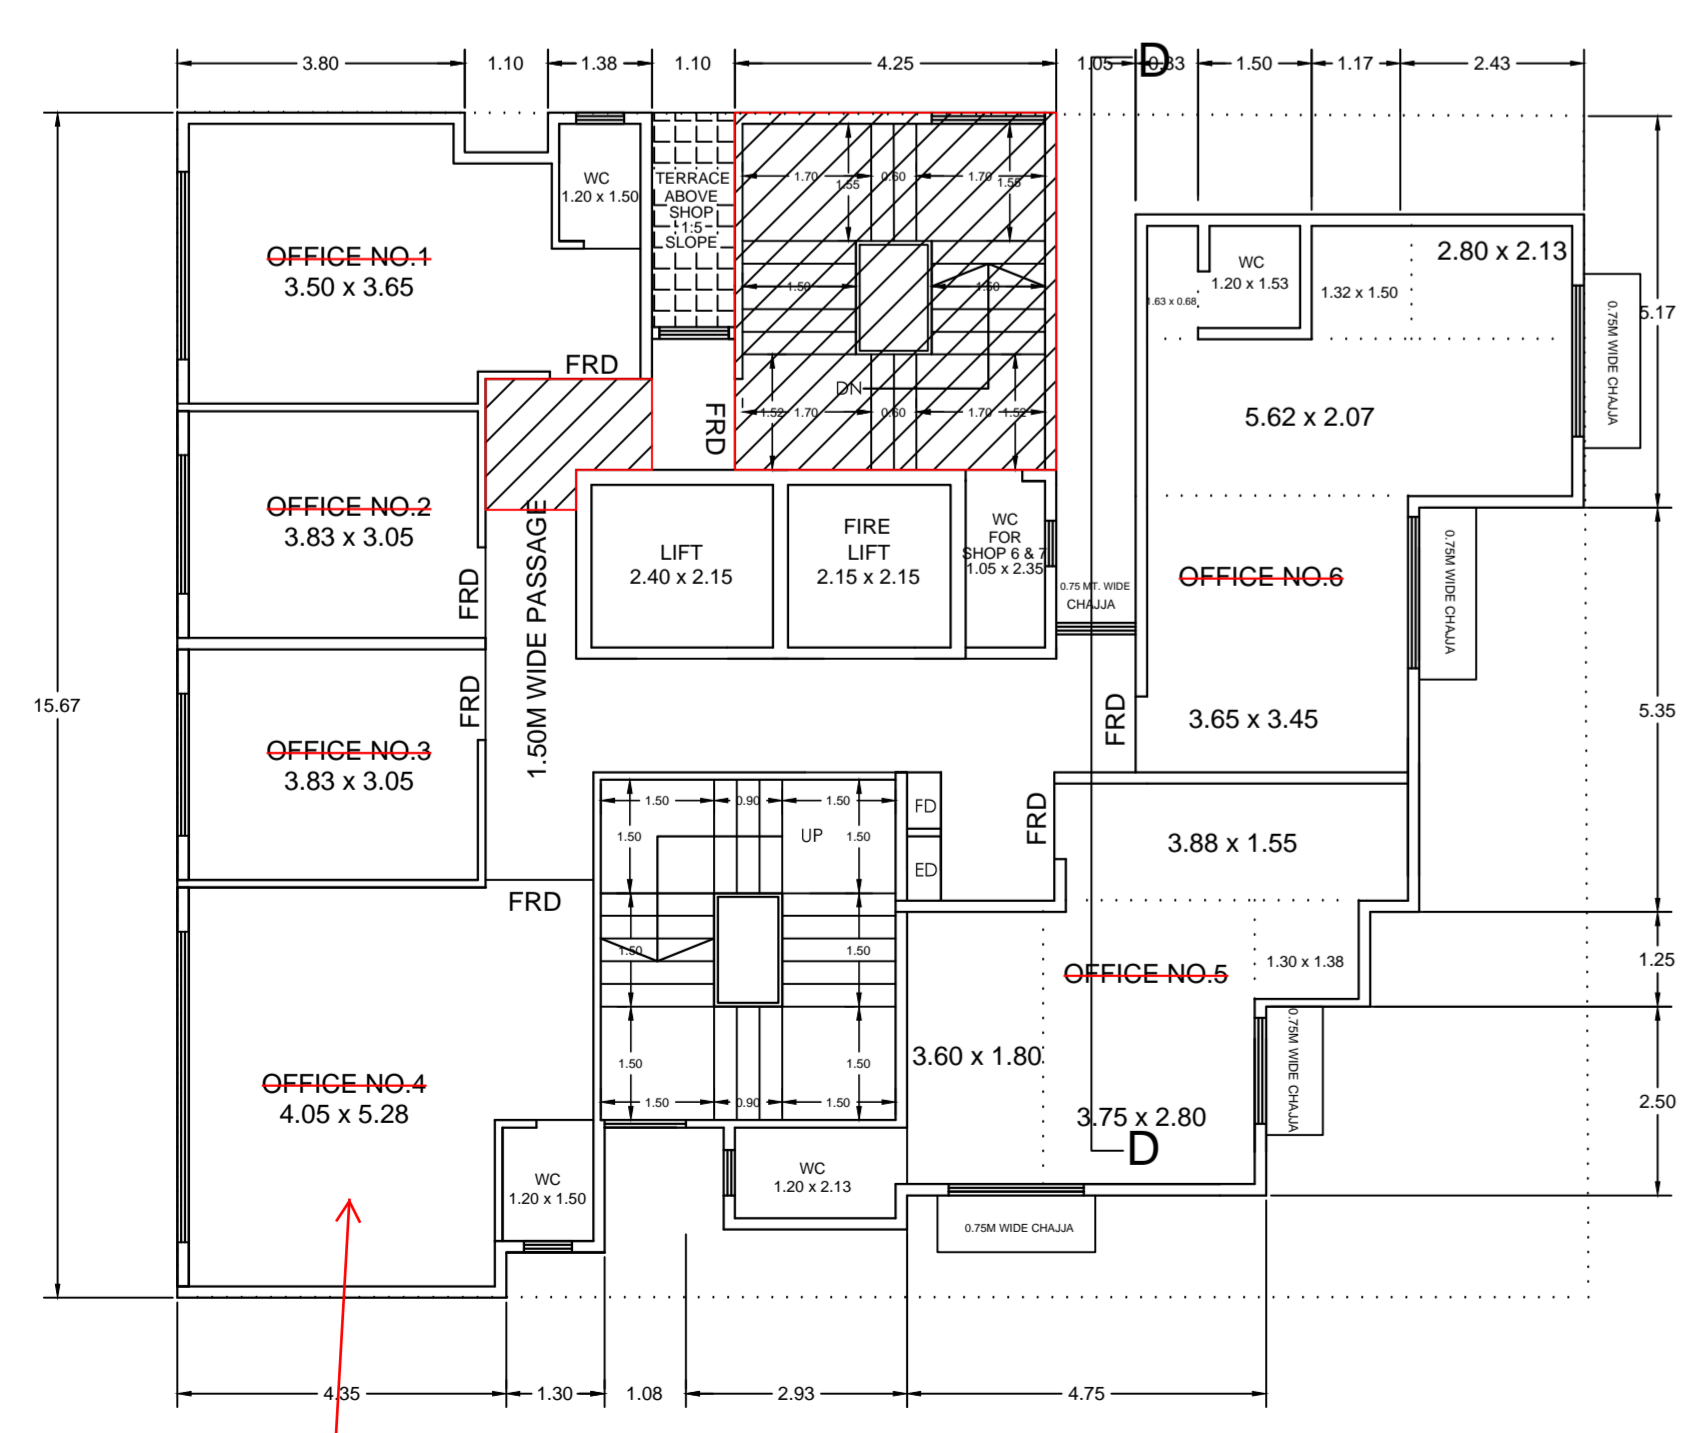 3.80 1.10 1.38 1.10 4.25 1.05 D 0.83 1.50 1.17 2.43
WC
1.20 x 1.50
TERRACE
ABOVE
SHOP
1:5
SLOPE
1.70 0.60 1.70
1.55 1.55
OFFICE NO.1
3.50 x 3.65
1.50 1.50
WC
1.20 x 1.53
1.63 x 0.68
1.32 x 1.50
2.80 x 2.13
0.75M WIDE CHAJJA
5.17
FRD
FRD
DN
1.52 1.70 0.60 1.70 1.52
5.62 x 2.07
OFFICE NO.2
3.83 x 3.05
FRD
1.50M WIDE PASSAGE
LIFT
2.40 x 2.15
FIRE
LIFT
2.15 x 2.15
WC
FOR
SHOP 6 & 7
1.05 x 2.35
0.75 MT. WIDE
CHAJJA
OFFICE NO.6
0.75M WIDE CHAJJA
15.67
5.35
FRD
OFFICE NO.3
3.83 x 3.05
FRD
3.65 x 3.45
1.50 0.90 1.50
1.50 UP 1.50
FD
ED
FRD
3.88 x 1.55
FRD
1.50 1.50
OFFICE NO.5
1.30 x 1.38
1.25
OFFICE NO.4
4.05 x 5.28
1.50 1.50
1.50 0.90 1.50
3.60 x 1.80
3.75 x 2.80
D
0.75M WIDE CHAJJA
2.50
WC
1.20 x 1.50
WC
1.20 x 2.13
0.75M WIDE CHAJJA
4.35 1.30 1.08 2.93 4.75